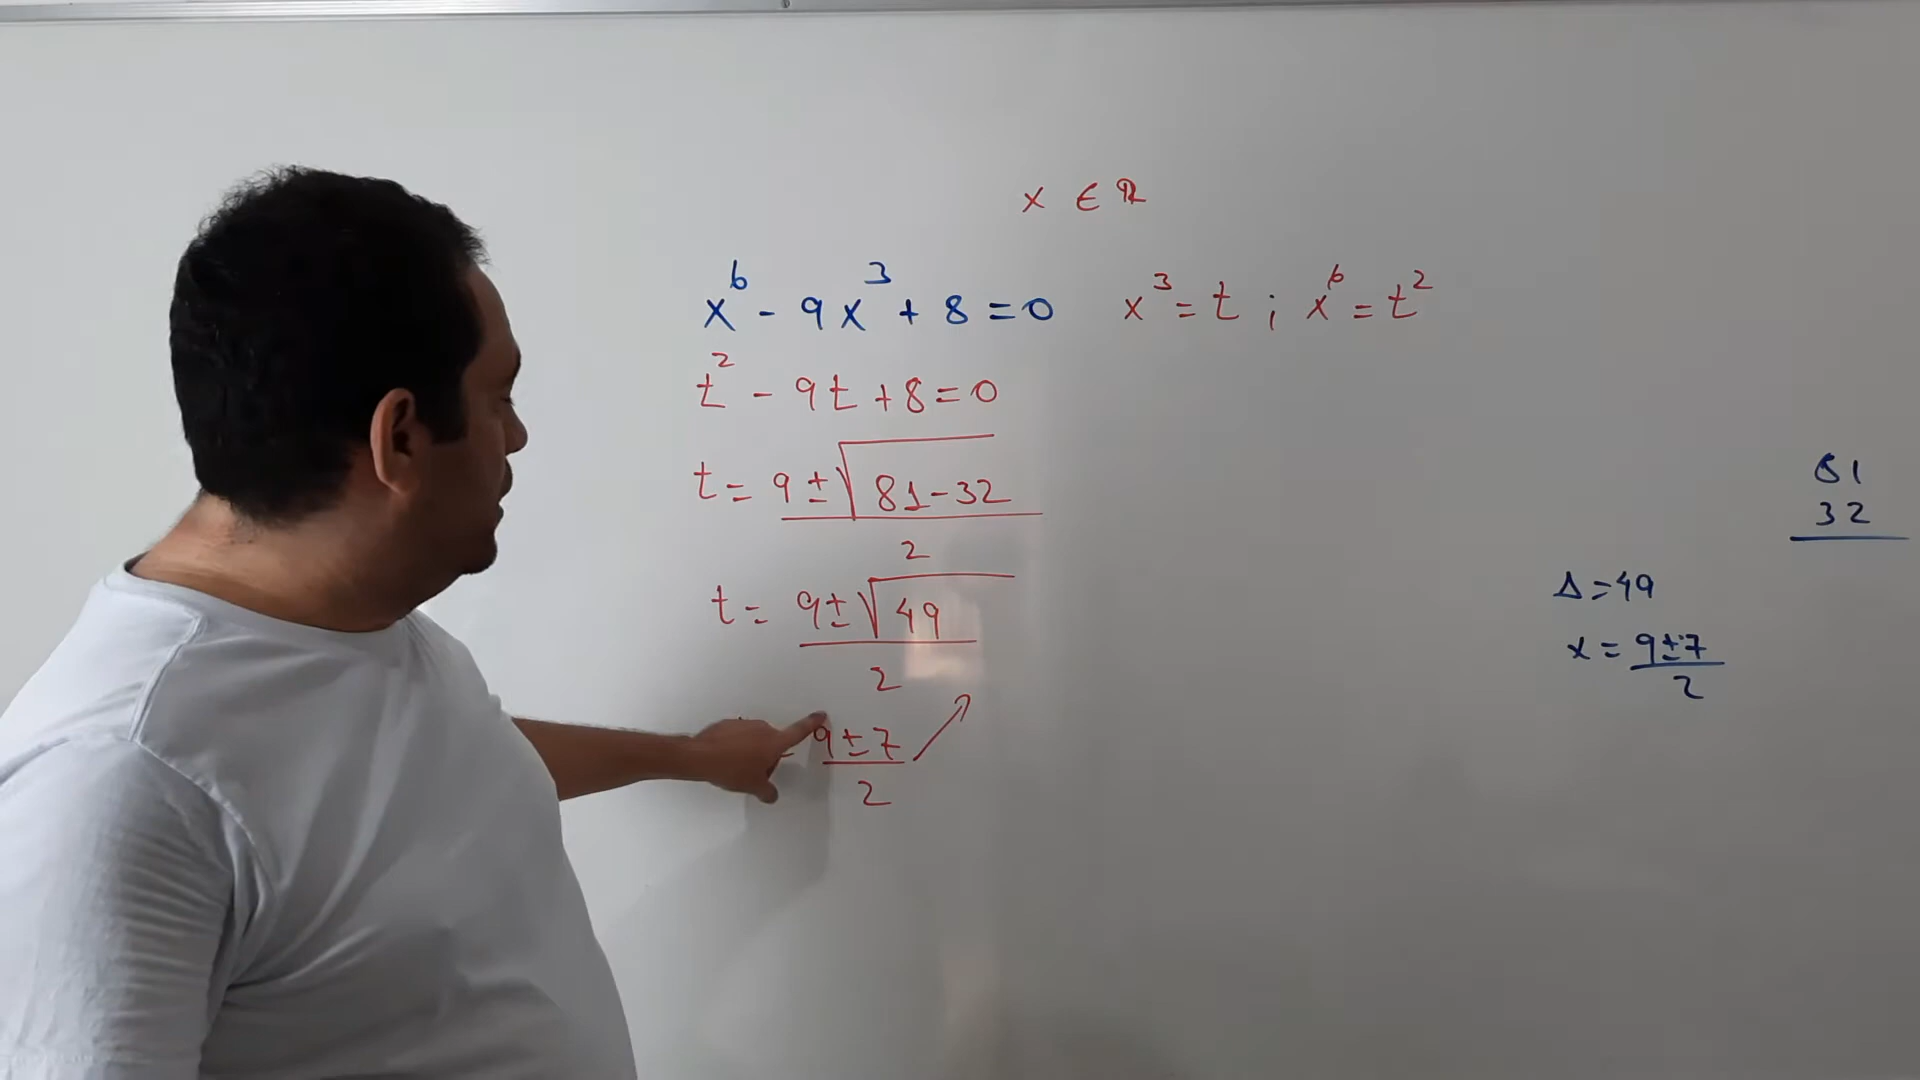 x ∈ ℝ
x⁶ - 9x³ + 8 = 0
x³ = t ; x⁶ = t²
t² - 9t + 8 = 0
t = (9 ± √(81-32))/2
t = (9 ± √49)/2
= (9 ± 7)/2
81
32
Δ = 49
x = (9 ± 7)/2